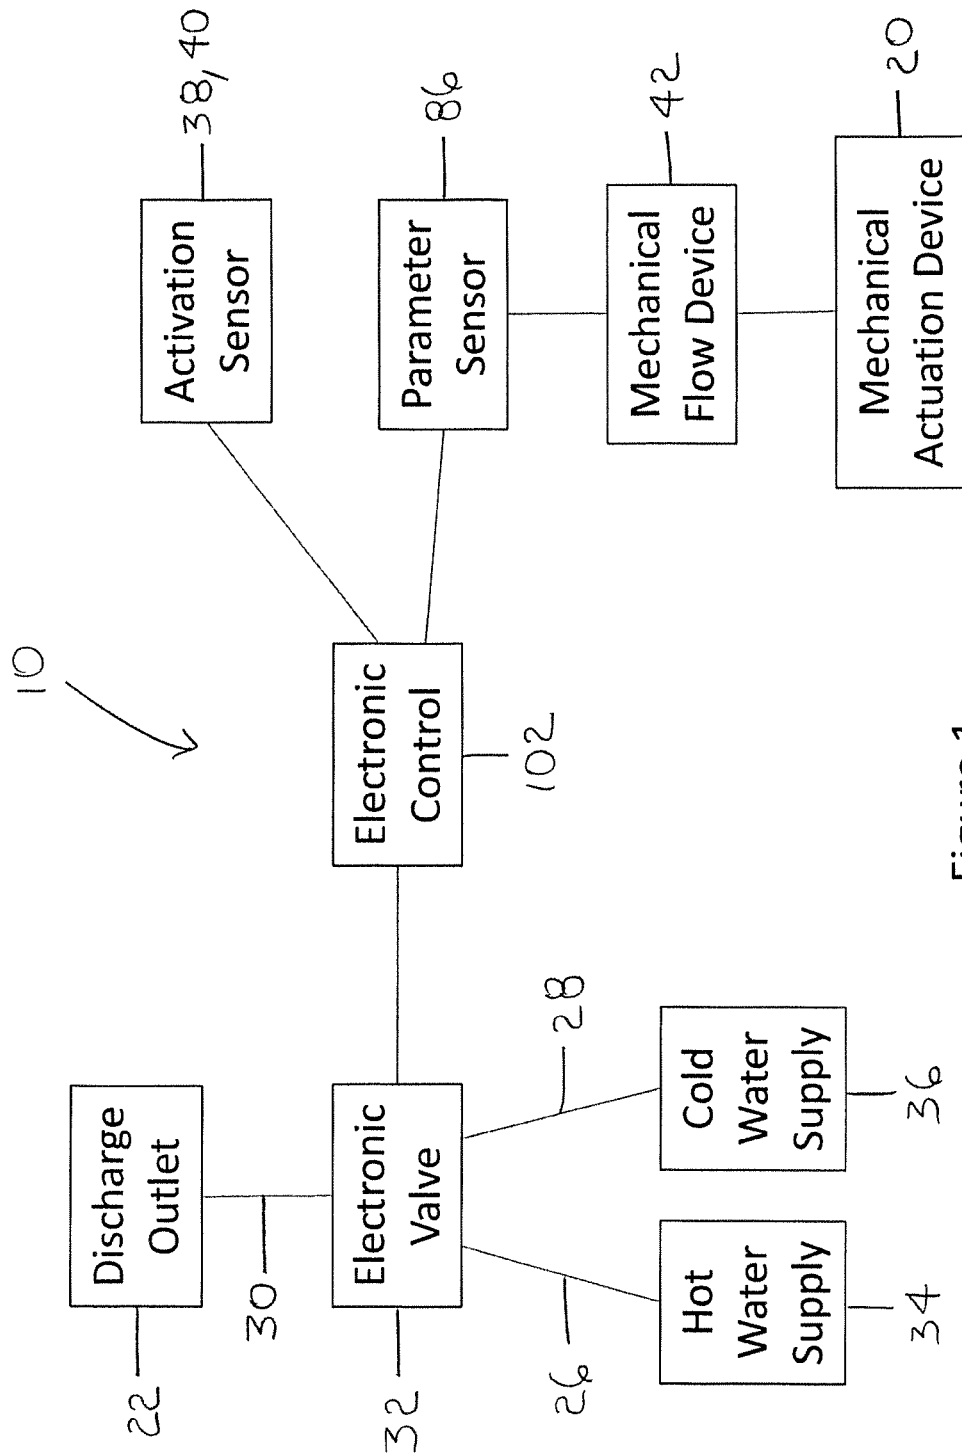 10
Discharge
Outlet
22
30
Electronic
Valve
32
26
28
Hot
Water
Supply
34
Cold
Water
Supply
36
Electronic
Control
102
Activation
Sensor
38, 40
Parameter
Sensor
86
Mechanical
Flow Device
42
Mechanical
Actuation Device
20
Figure 1